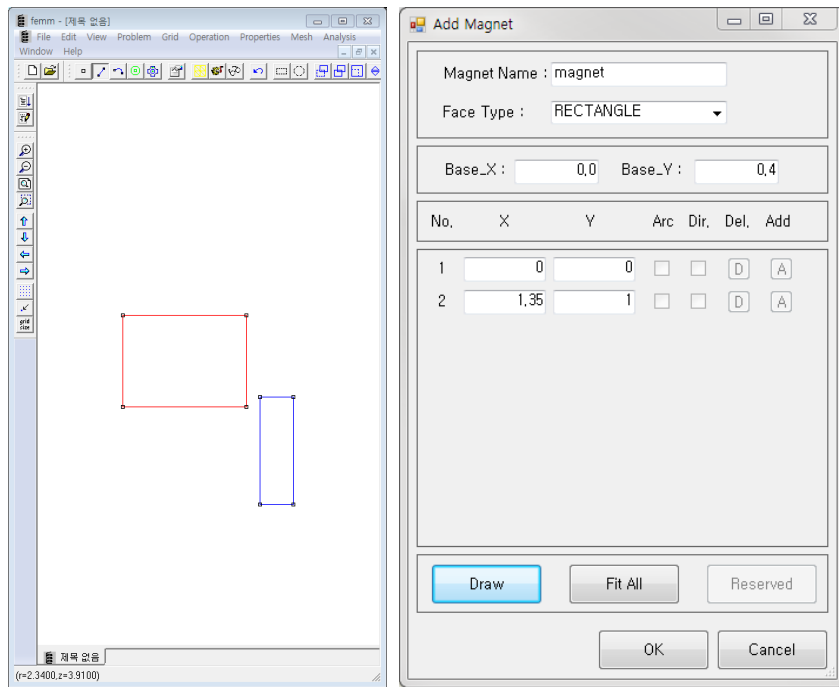 femm - [제목 없음]
File Edit View Problem Grid Operation Properties Mesh Analysis
Window Help
grid
size
제목 없음
(r=2.3400,z=3.9100)
Add Magnet
Magnet Name : magnet
Face Type : RECTANGLE
Base_X : 0.0 Base_Y : 0.4
No. X Y Arc Dir. Del. Add
1 0 0 D A
2 1.35 1 D A
Draw Fit All Reserved
OK Cancel